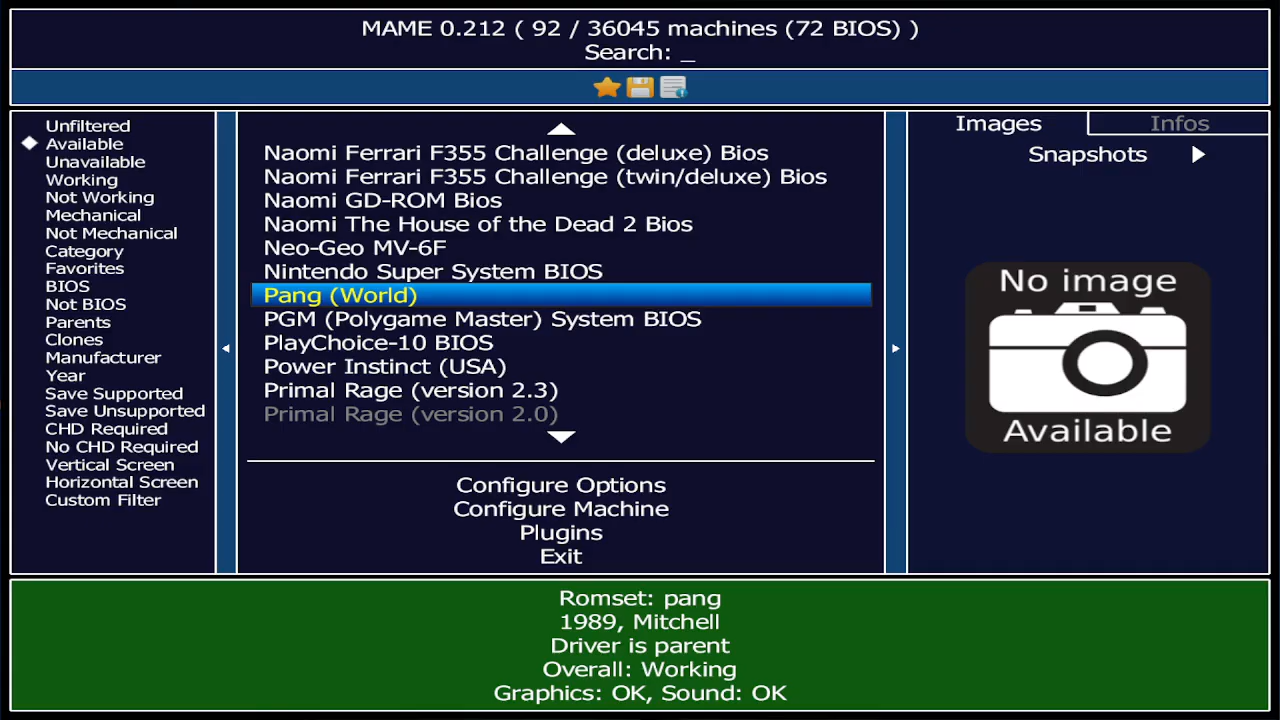 MAME 0.212 ( 92 / 36045 machines (72 BIOS) )
Search: _
Unfiltered
Available
Unavailable
Working
Not Working
Mechanical
Not Mechanical
Category
Favorites
BIOS
Not BIOS
Parents
Clones
Manufacturer
Year
Save Supported
Save Unsupported
CHD Required
No CHD Required
Vertical Screen
Horizontal Screen
Custom Filter
Naomi Ferrari F355 Challenge (deluxe) Bios
Naomi Ferrari F355 Challenge (twin/deluxe) Bios
Naomi GD-ROM Bios
Naomi The House of the Dead 2 Bios
Neo-Geo MV-6F
Nintendo Super System BIOS
Pang (World)
PGM (Polygame Master) System BIOS
PlayChoice-10 BIOS
Power Instinct (USA)
Primal Rage (version 2.3)
Primal Rage (version 2.0)
Configure Options
Configure Machine
Plugins
Exit
Images
Infos
Snapshots
No image
Available
Romset: pang
1989, Mitchell
Driver is parent
Overall: Working
Graphics: OK, Sound: OK